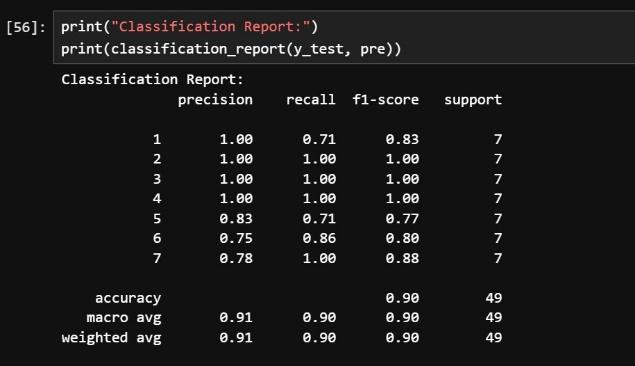 [56]: print("Classification Report:")
print(classification_report(y_test, pre))
Classification Report:
precision recall f1-score support
1 1.00 0.71 0.83 7
2 1.00 1.00 1.00 7
3 1.00 1.00 1.00 7
4 1.00 1.00 1.00 7
5 0.83 0.71 0.77 7
6 0.75 0.86 0.80 7
7 0.78 1.00 0.88 7
accuracy 0.90 49
macro avg 0.91 0.90 0.90 49
weighted avg 0.91 0.90 0.90 49